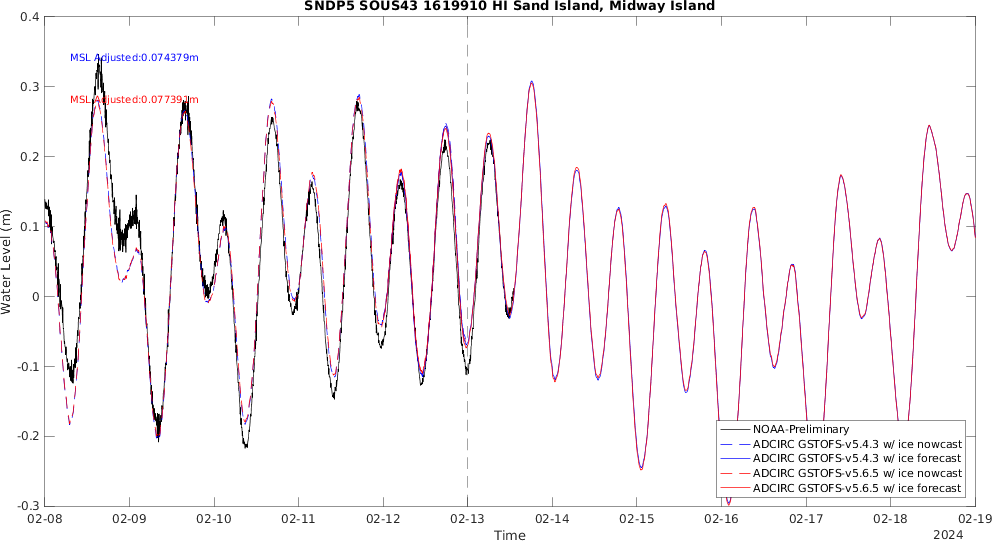 SNDP5 SOUS43 1619910 HI Sand Island, Midway Island
0.4
0.3
0.2
0.1
0
-0.1
-0.2
-0.3
Water Level (m)
MSL Adjusted:0.074379m
MSL Adjusted:0.077391m
NOAA-Preliminary
ADCIRC GSTOFS-v5.4.3 w/ ice nowcast
ADCIRC GSTOFS-v5.4.3 w/ ice forecast
ADCIRC GSTOFS-v5.6.5 w/ ice nowcast
ADCIRC GSTOFS-v5.6.5 w/ ice forecast
02-08 02-09 02-10 02-11 02-12 02-13 02-14 02-15 02-16 02-17 02-18 02-19
Time
2024